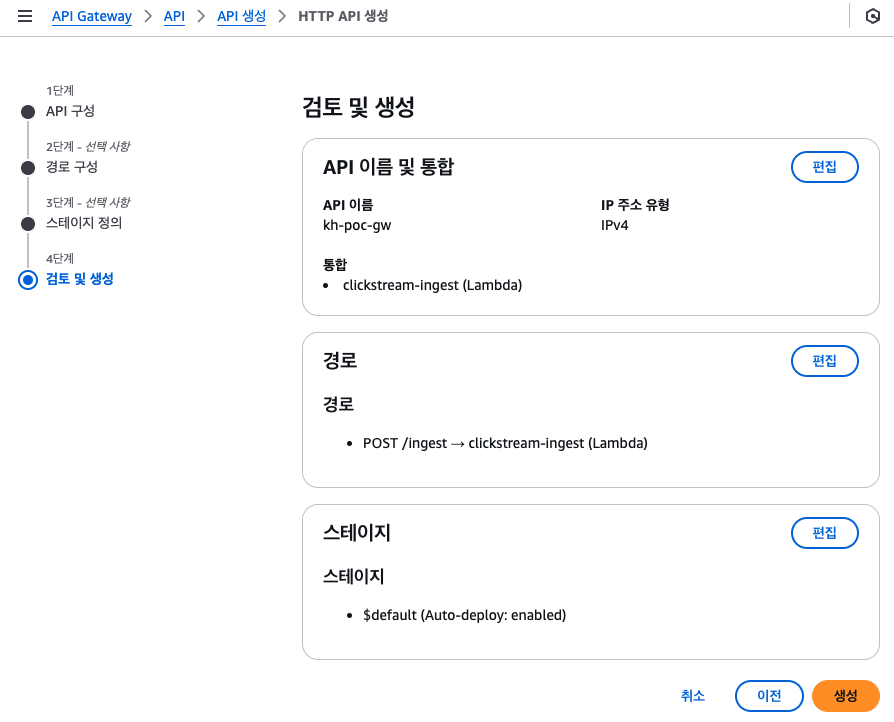 API Gateway > API > API 생성 > HTTP API 생성
1단계
API 구성
2단계 - 선택 사항
경로 구성
3단계 - 선택 사항
스테이지 정의
4단계
검토 및 생성
검토 및 생성
API 이름 및 통합 편집
API 이름 IP 주소 유형
kh-poc-gw IPv4
통합
• clickstream-ingest (Lambda)
경로 편집
경로
• POST /ingest → clickstream-ingest (Lambda)
스테이지 편집
스테이지
• $default (Auto-deploy: enabled)
취소 이전 생성